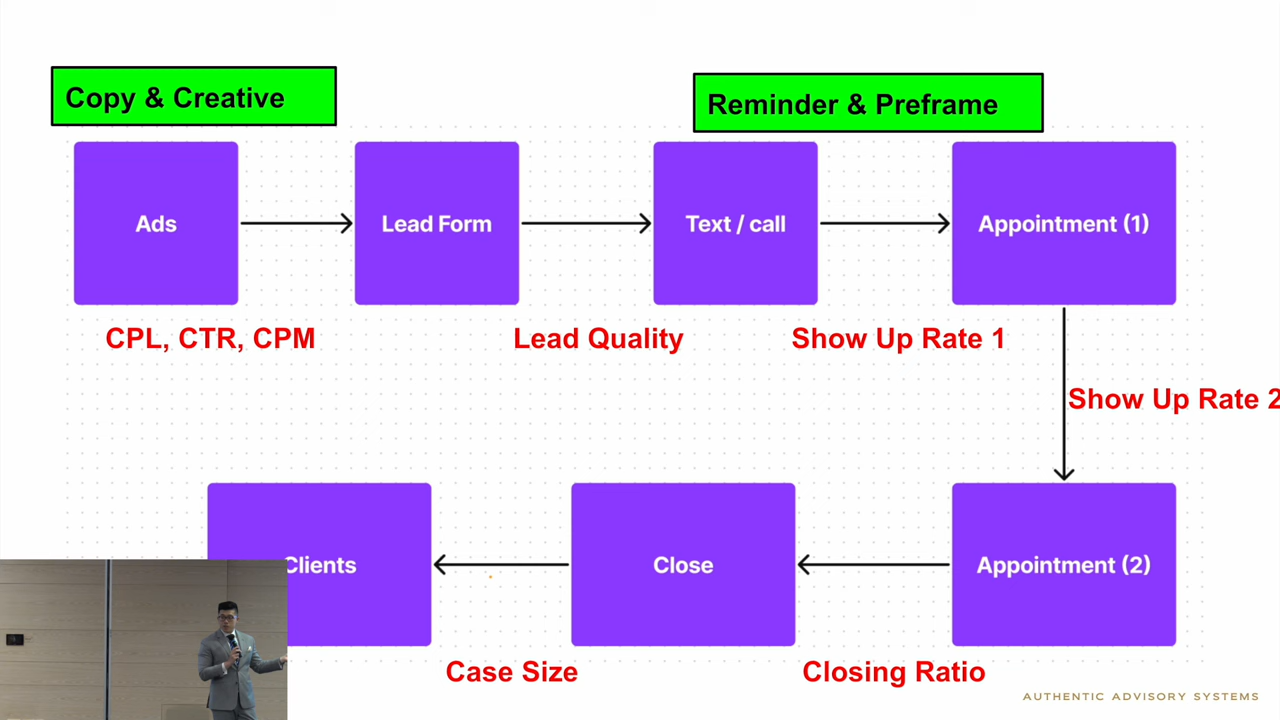 Copy & Creative
Reminder & Preframe
Ads
Lead Form
Text / call
Appointment (1)
CPL, CTR, CPM
Lead Quality
Show Up Rate 1
Show Up Rate 2
Clients
Close
Appointment (2)
Case Size
Closing Ratio
AUTHENTIC ADVISORY SYSTEMS